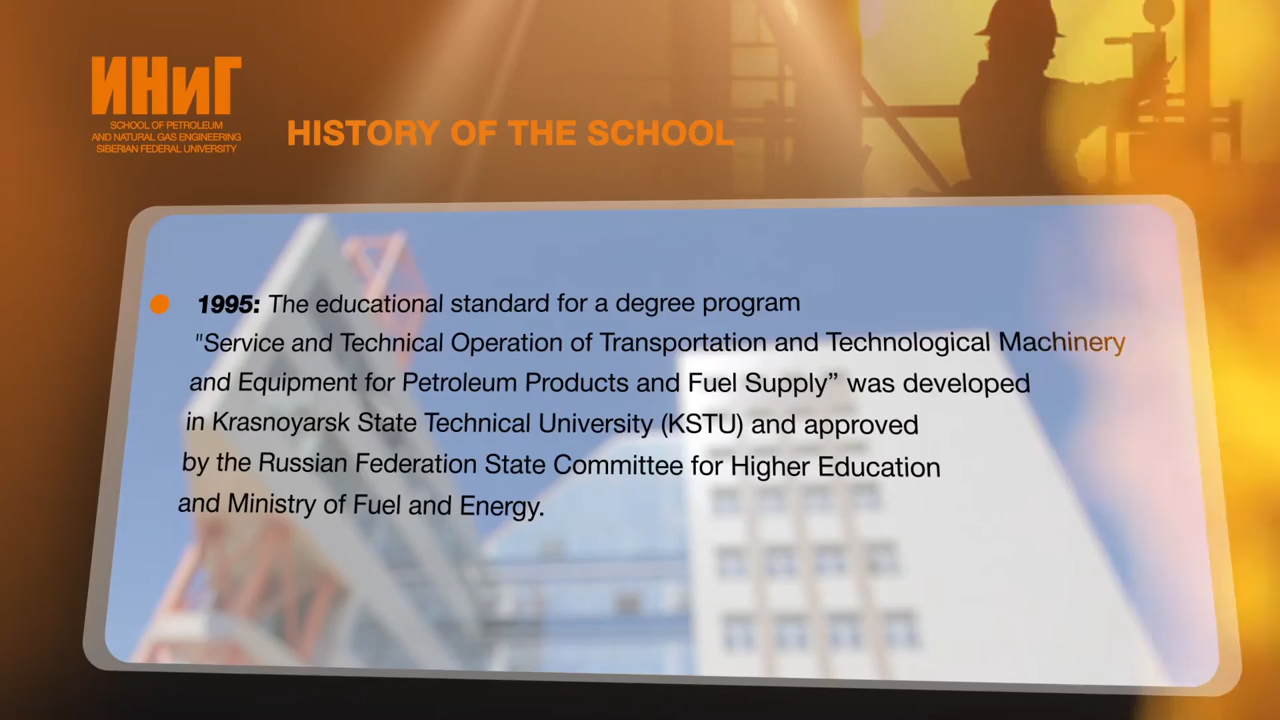 ИНиГ
SCHOOL OF PETROLEUM
AND NATURAL GAS ENGINEERING
SIBERIAN FEDERAL UNIVERSITY
HISTORY OF THE SCHOOL
1995: The educational standard for a degree program
"Service and Technical Operation of Transportation and Technological Machinery
and Equipment for Petroleum Products and Fuel Supply” was developed
in Krasnoyarsk State Technical University (KSTU) and approved
by the Russian Federation State Committee for Higher Education
and Ministry of Fuel and Energy.